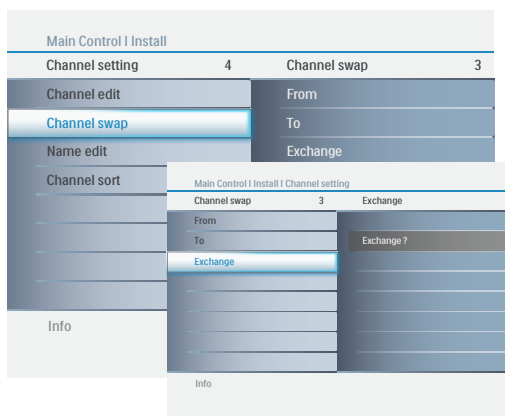 Main Control I Install
Channel setting 4 Channel swap 3
Channel edit From
Channel swap To
Name edit Exchange
Channel sort
Info
Main Control I Install I Channel setting
Channel swap 3 Exchange
From
To Exchange ?
Exchange
Info